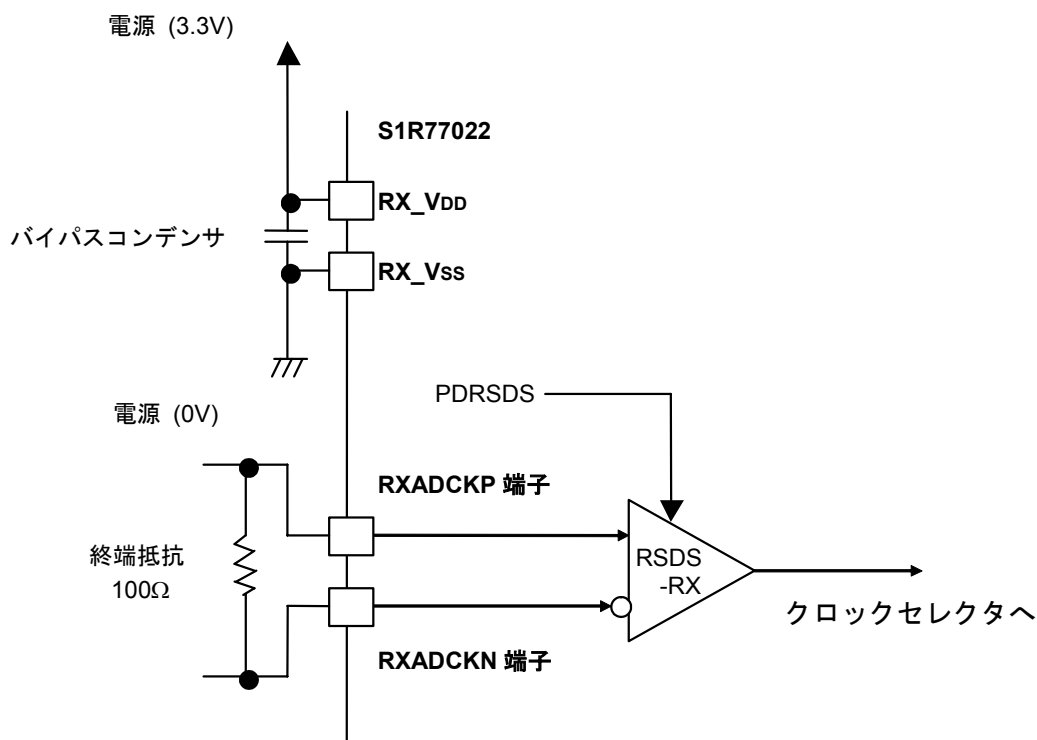 電源 (3.3V)
S1R77022
RX_VDD
バイパスコンデンサ
RX_VSS
電源 (0V)
PDRSDS
RXADCKP 端子
終端抵抗
100Ω
RSDS
-RX
クロックセレクタへ
RXADCKN 端子